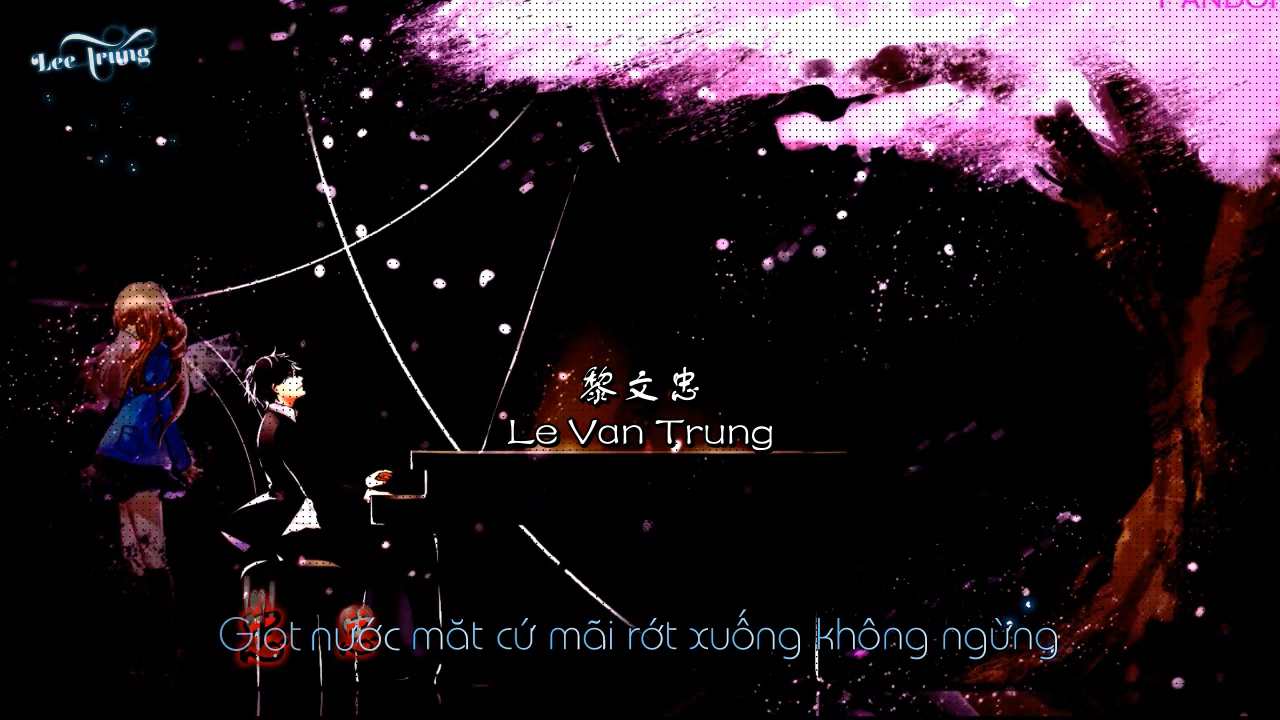 Lee Trung
黎文忠
Le Van Trung
Giọt nước mắt cứ mãi rớt xuống không ngừng